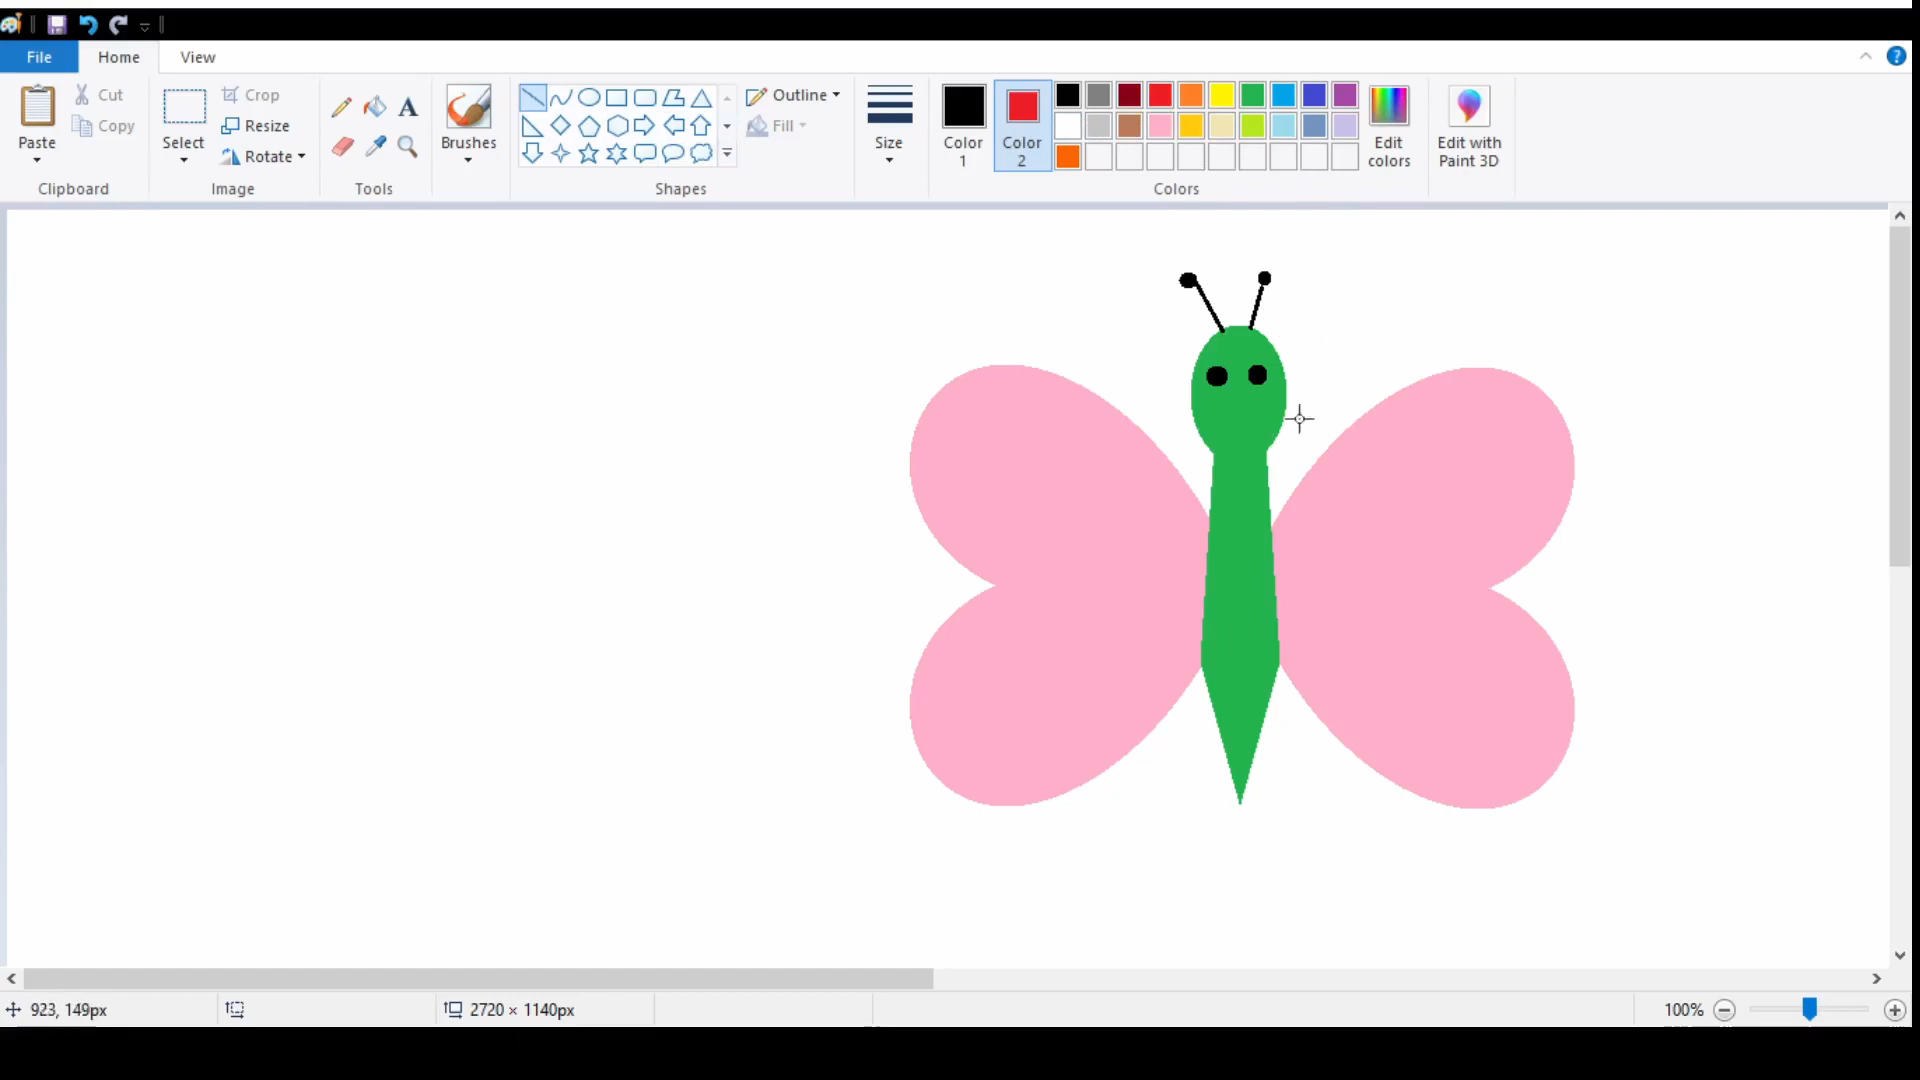 File Home View
Paste
Cut
Copy
Clipboard
Select
Crop
Resize
Rotate
Image
A
Tools
Brushes
Outline
Fill
Shapes
Size
Color
1
Color
2
Edit
colors
Colors
Edit with
Paint 3D
?
923, 149px
2720 × 1140px
100%